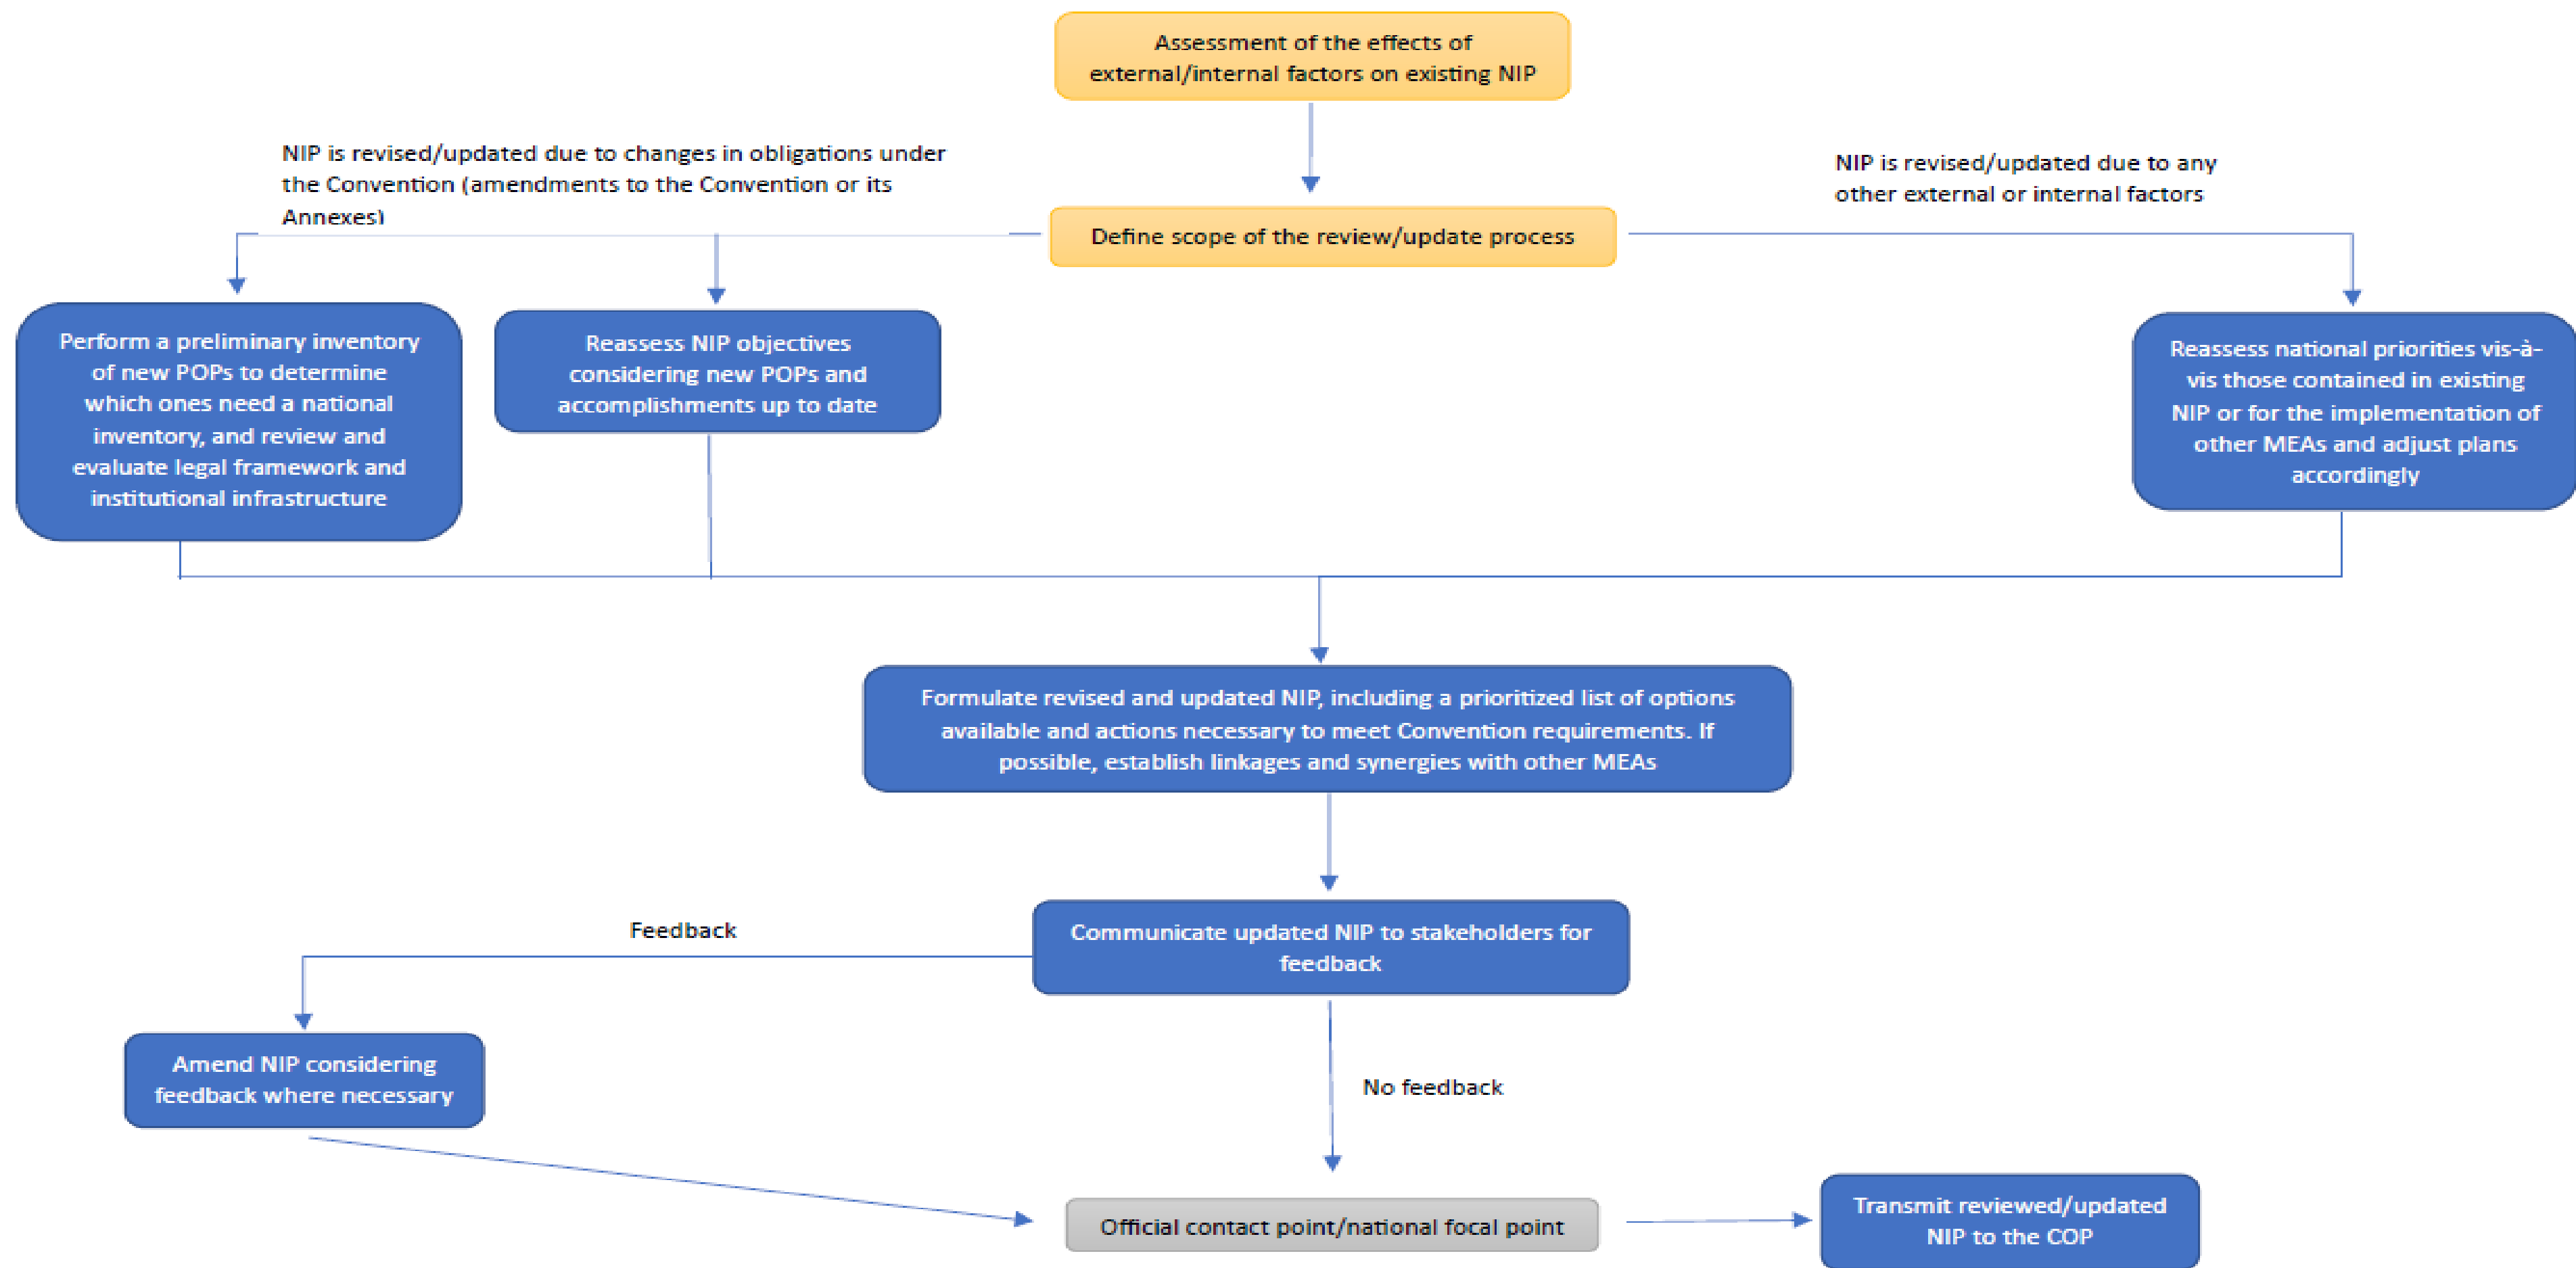 Assessment of the effects of
external/internal factors on existing NIP
NIP is revised/updated due to changes in obligations under
the Convention (amendments to the Convention or its
Annexes)
NIP is revised/updated due to any
other external or internal factors
Define scope of the review/update process
Perform a preliminary inventory
of new POPs to determine
which ones need a national
inventory, and review and
evaluate legal framework and
institutional infrastructure
Reassess NIP objectives
considering new POPs and
accomplishments up to date
Reassess national priorities vis-à-
vis those contained in existing
NIP or for the implementation of
other MEAs and adjust plans
accordingly
Formulate revised and updated NIP, including a prioritized list of options
available and actions necessary to meet Convention requirements. If
possible, establish linkages and synergies with other MEAs
Feedback
Communicate updated NIP to stakeholders for
feedback
Amend NIP considering
feedback where necessary
No feedback
Official contact point/national focal point
Transmit reviewed/updated
NIP to the COP